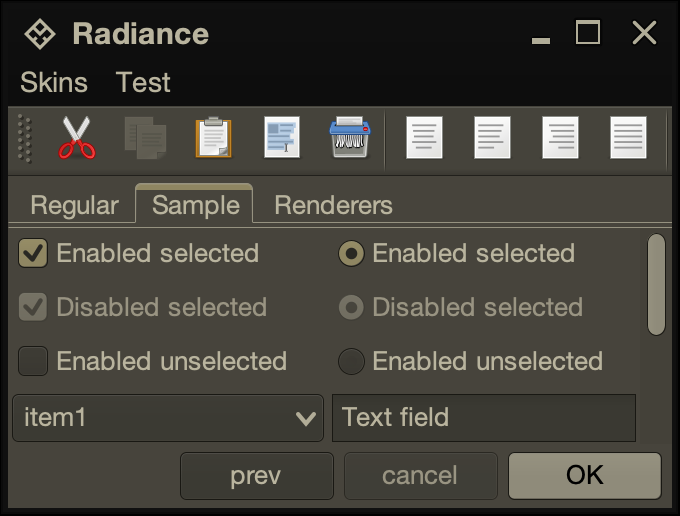 Radiance
Skins Test
Regular Sample Renderers
Enabled selected Enabled selected
Disabled selected Disabled selected
Enabled unselected Enabled unselected
item1 Text field
prev cancel OK